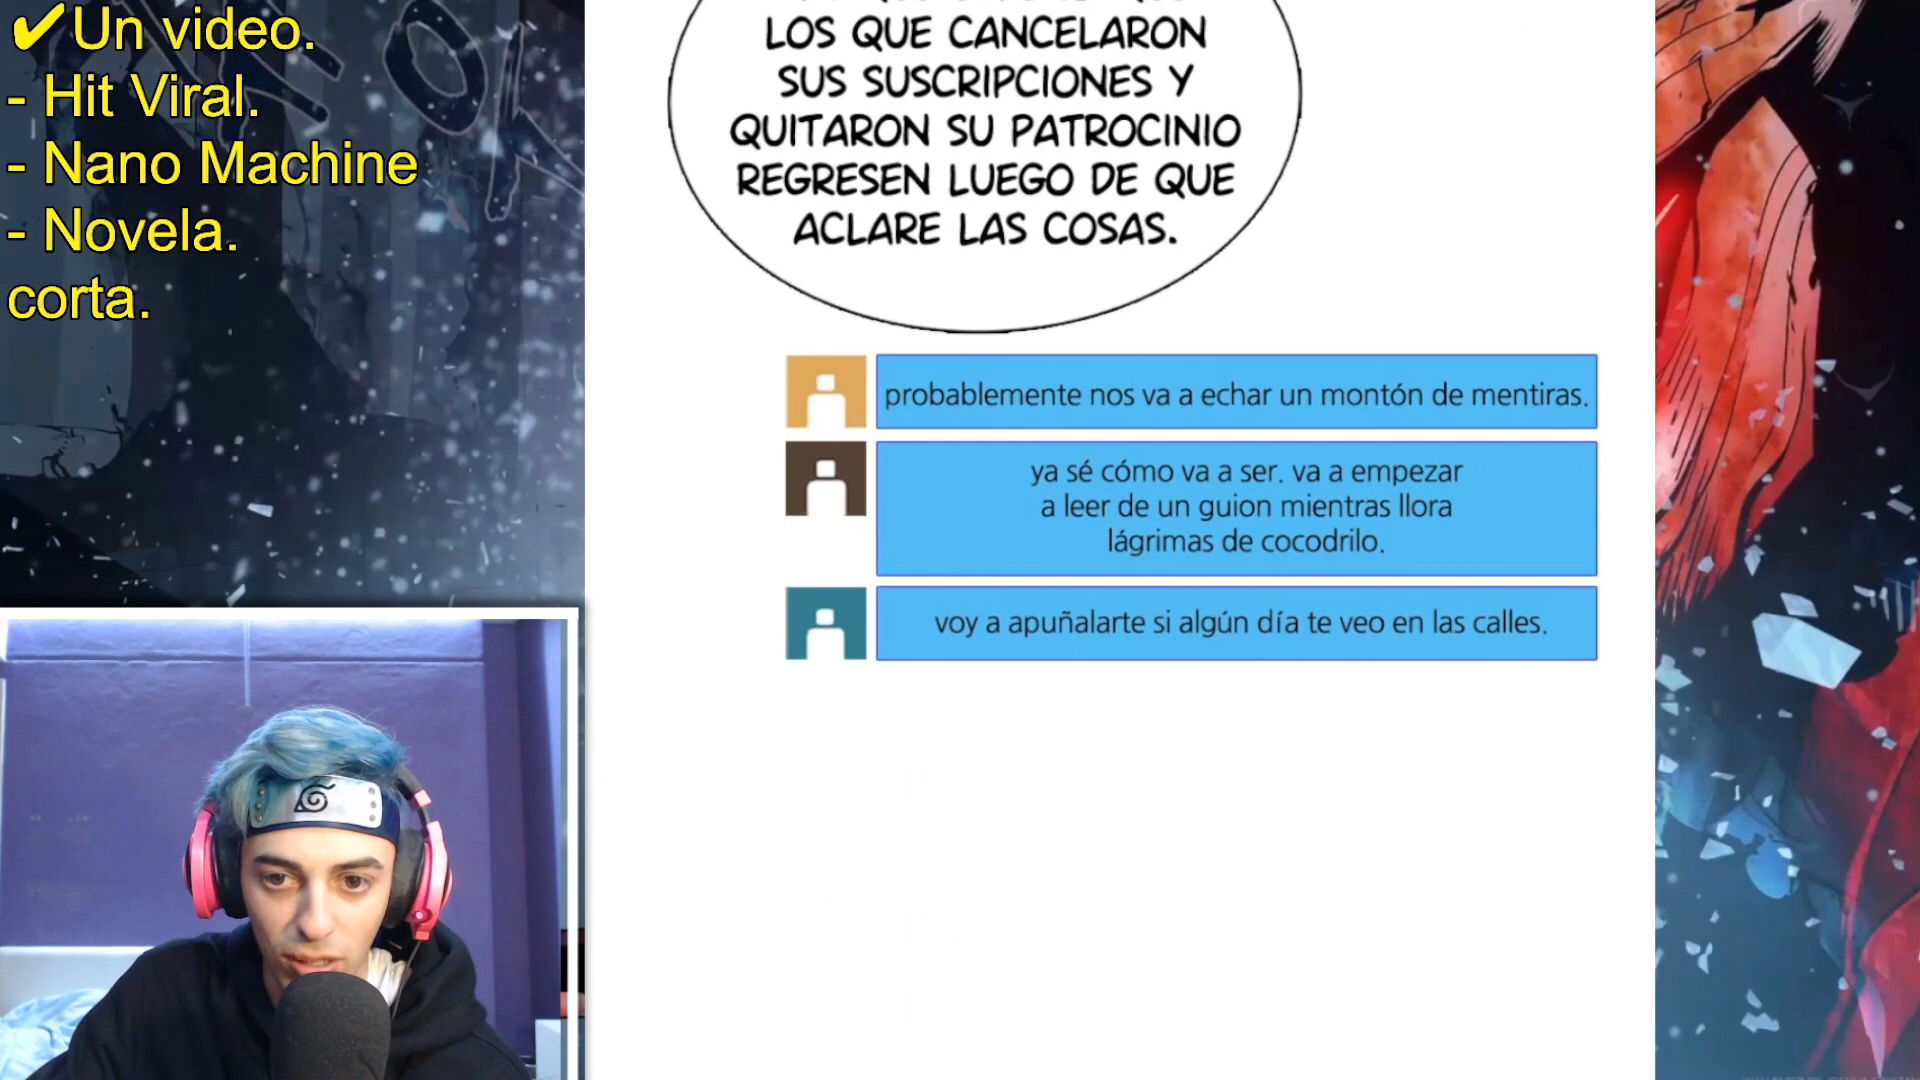 ✔Un video.
- Hit Viral.
- Nano Machine
- Novela.
corta.
LOS QUE CANCELARON
SUS SUSCRIPCIONES Y
QUITARON SU PATROCINIO
REGRESEN LUEGO DE QUE
ACLARE LAS COSAS.
probablemente nos va a echar un montón de mentiras.
ya sé cómo va a ser. va a empezar
a leer de un guion mientras llora
lágrimas de cocodrilo.
voy a apuñalarte si algún día te veo en las calles.